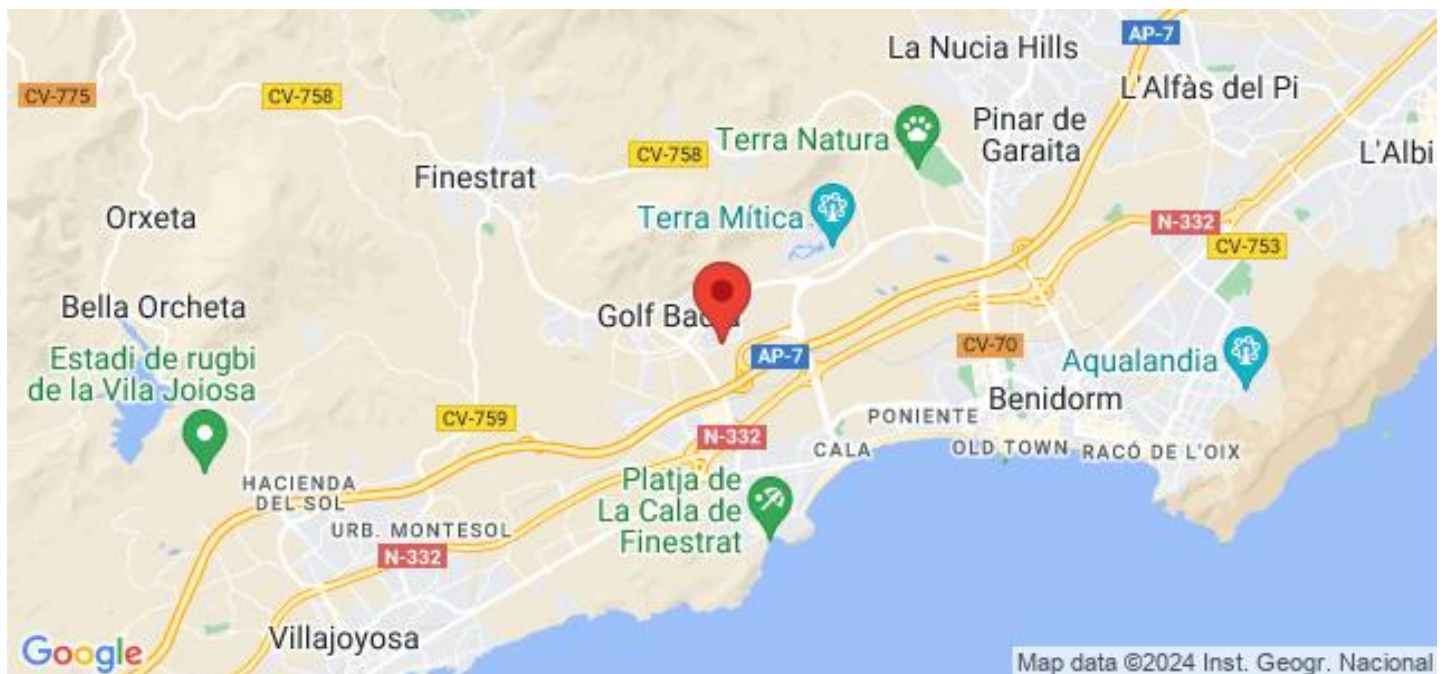 La Nucia Hills
AP-7
L'Alfàs del Pi
CV-775
CV-758
Terra Natura
Pinar de
Garaita
CV-758
L'Albi
Finestrat
Orxeta
Terra Mítica
N-332
CV-753
Bella Orcheta
Golf
Estadi de rugbi
de la Vila Joiosa
AP-7
CV-70
Aqualandia
Benidorm
CV-759
PONIENTE
N-332
CALA
OLD TOWN
RACÓ DE L'OIX
HACIENDA
DEL SOL
Platja de
La Cala de
Finestrat
URB. MONTESOL
N-332
Villajoyosa
Google
Map data ©2024 Inst. Geogr. Nacional